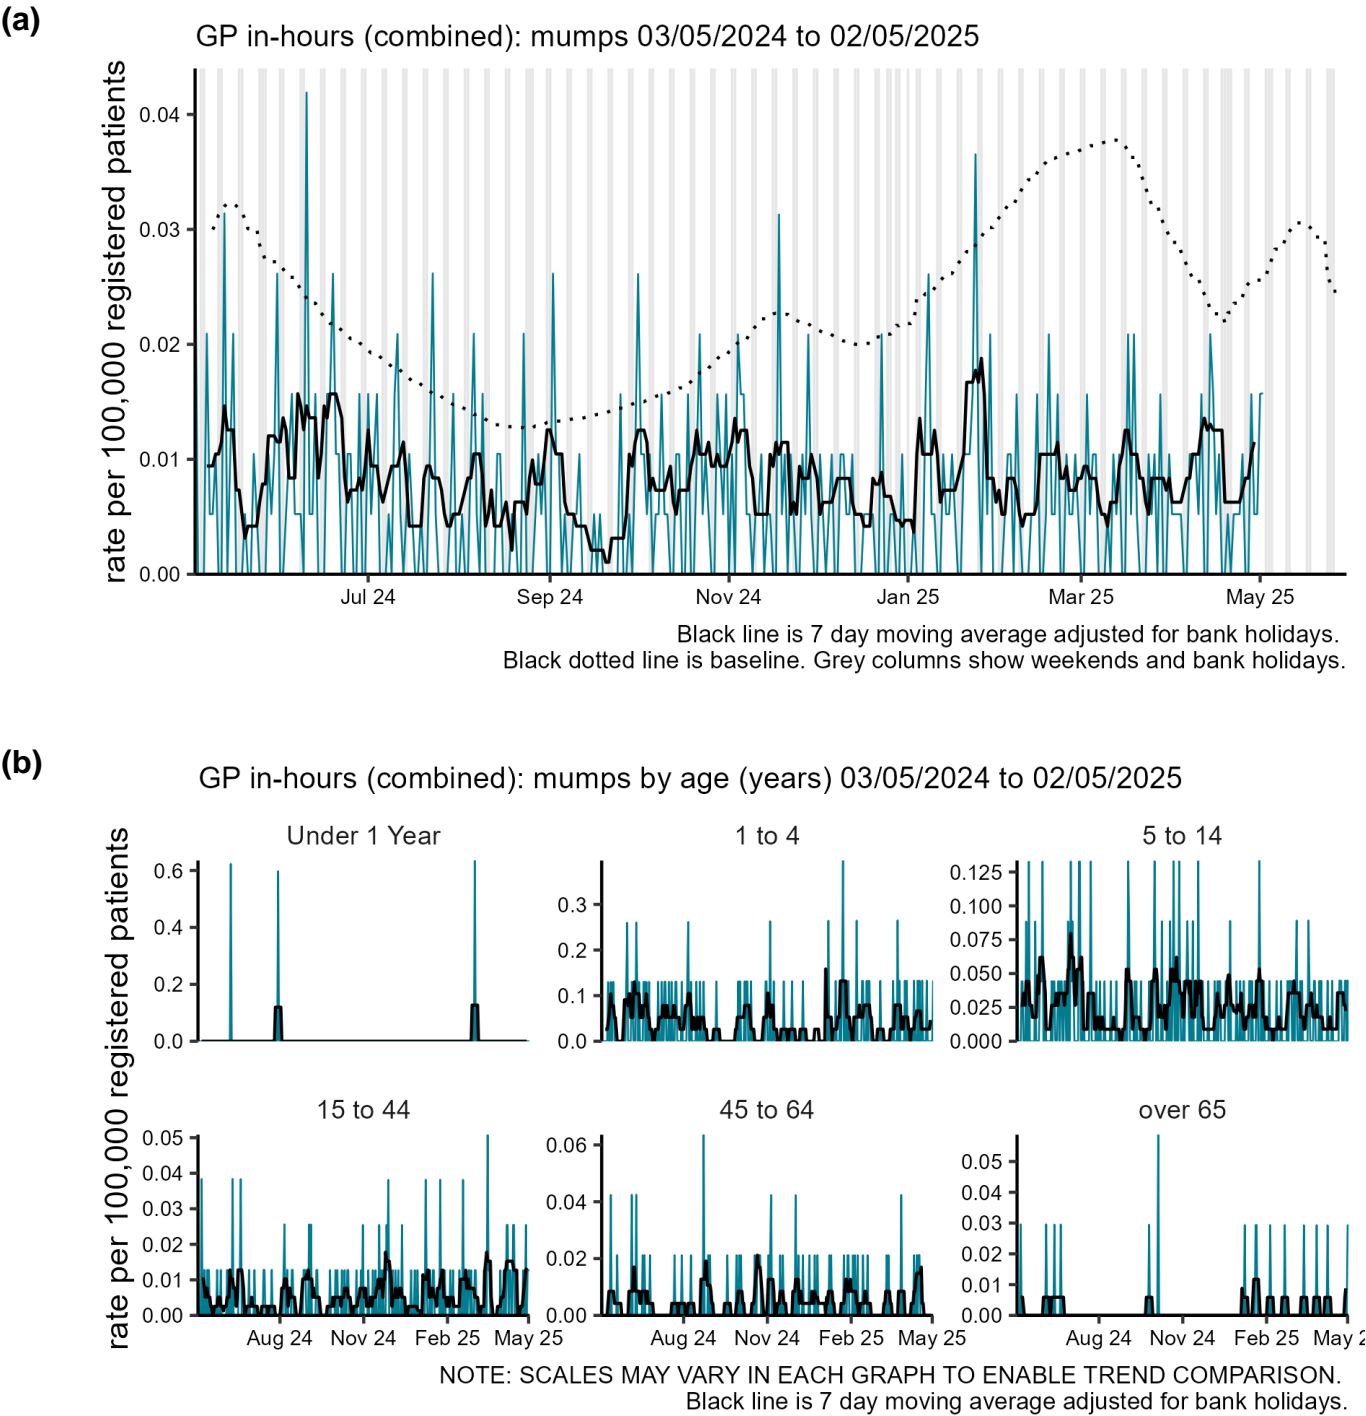 (a)
GP in-hours (combined): mumps 03/05/2024 to 02/05/2025
rate per 100,000 registered patients
0.04
0.03
0.02
0.01
0.00
Jul 24 Sep 24 Nov 24 Jan 25 Mar 25 May 25
Black line is 7 day moving average adjusted for bank holidays.
Black dotted line is baseline. Grey columns show weekends and bank holidays.
(b)
GP in-hours (combined): mumps by age (years) 03/05/2024 to 02/05/2025
rate per 100,000 registered patients
Under 1 Year
0.6
0.4
0.2
0.0
1 to 4
0.3
0.2
0.1
0.0
5 to 14
0.125
0.100
0.075
0.050
0.025
0.000
15 to 44
0.05
0.04
0.03
0.02
0.01
0.00
Aug 24 Nov 24 Feb 25 May 25
45 to 64
0.06
0.04
0.02
0.00
Aug 24 Nov 24 Feb 25 May 25
over 65
0.05
0.04
0.03
0.02
0.01
0.00
Aug 24 Nov 24 Feb 25 May 2
NOTE: SCALES MAY VARY IN EACH GRAPH TO ENABLE TREND COMPARISON.
Black line is 7 day moving average adjusted for bank holidays.